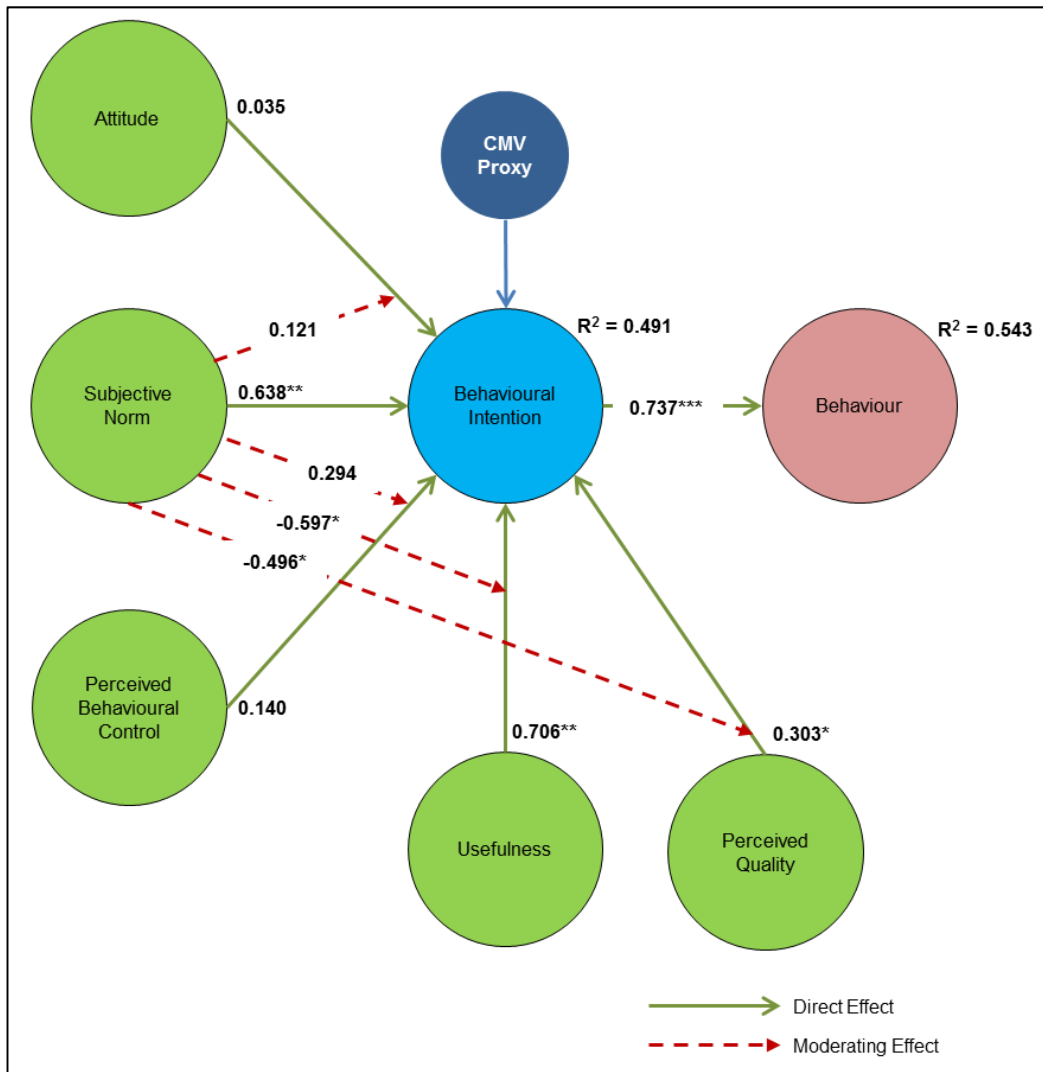 Attitude
0.035
CMV
Proxy
0.121
R² = 0.491
R² = 0.543
Subjective
Norm
0.638**
Behavioural
Intention
0.737***
Behaviour
0.294
-0.597*
-0.496*
Perceived
Behavioural
Control
0.140
0.706**
0.303*
Usefulness
Perceived
Quality
Direct Effect
Moderating Effect